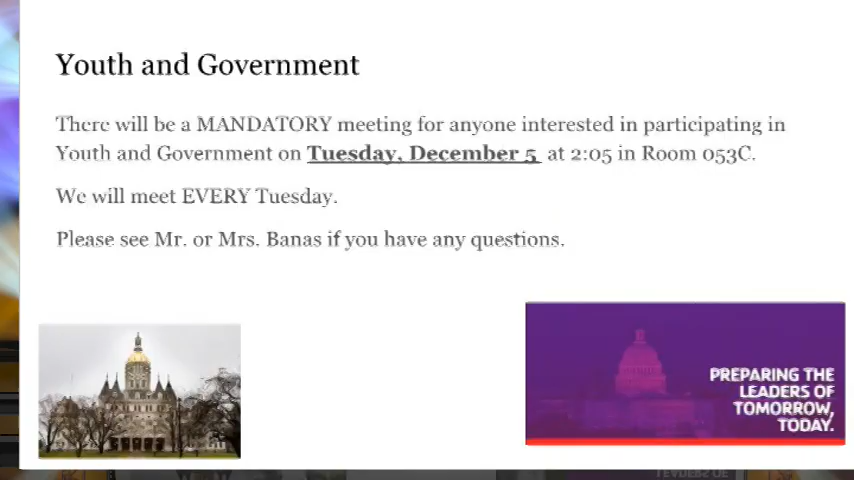 Youth and Government
There will be a MANDATORY meeting for anyone interested in participating in
Youth and Government on Tuesday, December 5 at 2:05 in Room 053C.
We will meet EVERY Tuesday.
Please see Mr. or Mrs. Banas if you have any questions.
PREPARING THE
LEADERS OF
TOMORROW,
TODAY.